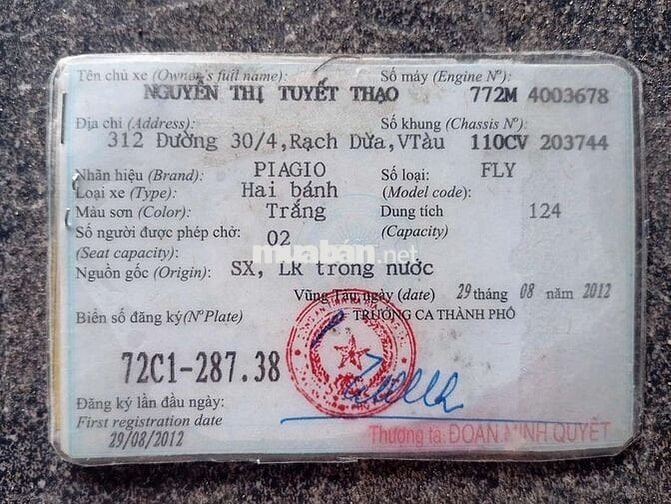 Tên chủ xe (Owner's full name): Số máy (Engine Nº):
NGUYỄN THỊ TUYẾT THẠO 772M 4003678
Địa chỉ (Address): Số khung (Chassis Nº):
312 Đường 30/4,Rạch Dừa,VTàu 110CV 203744
Nhãn hiệu (Brand): PIAGIO Số loại: FLY
Loại xe (Type): Hai bánh (Model code):
Màu sơn (Color): Trắng Dung tích 124
Số người được phép chở: 02 (Capacity)
(Seat capacity):
muaban.net
Nguồn gốc (Origin): SX, LR trong nước
Vũng Tàu, ngày (date) 29 tháng 08 năm 2012
Biển số đăng ký (Nº Plate) TRƯỞNG CA THÀNH PHỐ
72C1-287.38
Đăng ký lần đầu ngày:
First registration date
29/08/2012
Thượng tá: ĐOÀN MINH QUYẾT